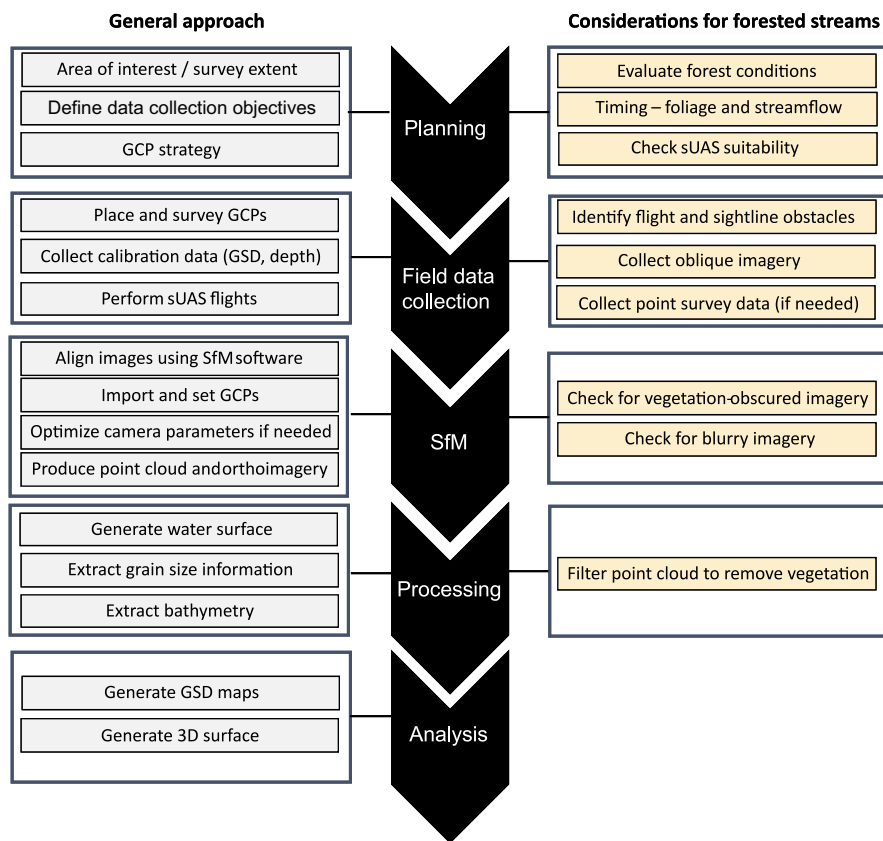 General approach
Considerations for forested streams
Area of interest / survey extent
Define data collection objectives
GCP strategy
Planning
Evaluate forest conditions
Timing – foliage and streamflow
Check sUAS suitability
Place and survey GCPs
Collect calibration data (GSD, depth)
Perform sUAS flights
Field data
collection
Identify flight and sightline obstacles
Collect oblique imagery
Collect point survey data (if needed)
Align images using SfM software
Import and set GCPs
Optimize camera parameters if needed
Produce point cloud andorthoimagery
SfM
Check for vegetation-obscured imagery
Check for blurry imagery
Generate water surface
Extract grain size information
Extract bathymetry
Processing
Filter point cloud to remove vegetation
Generate GSD maps
Generate 3D surface
Analysis